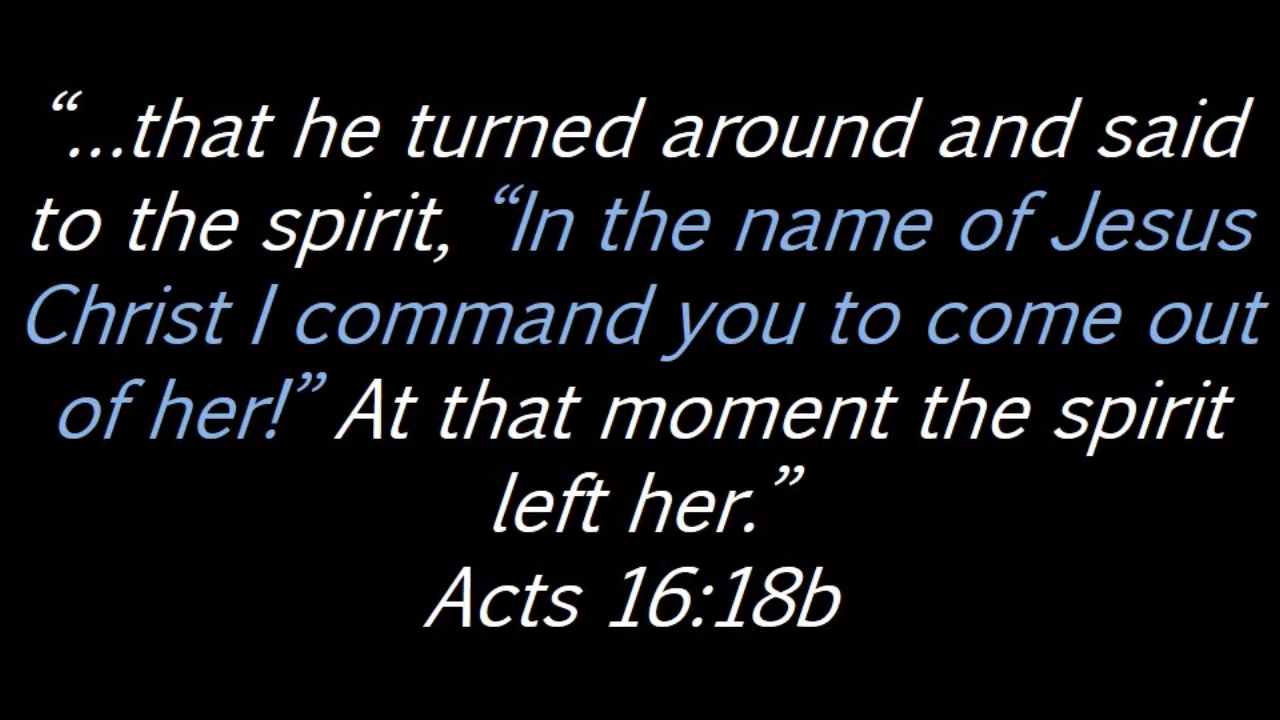 “...that he turned around and said
to the spirit, “In the name of Jesus
Christ I command you to come out
of her!” At that moment the spirit
left her.”
Acts 16:18b